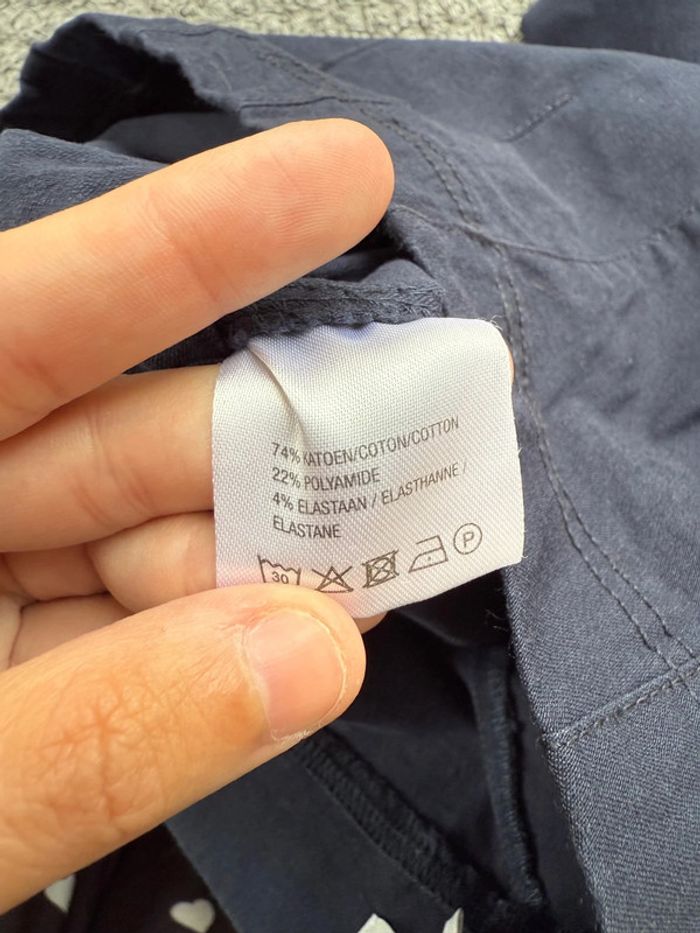 74% KATOEN/COTON/COTTON
22% POLYAMIDE
4% ELASTAAN / ELASTHANNE /
ELASTANE
30 P